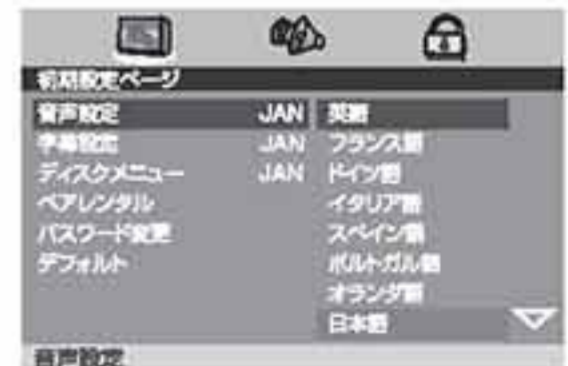 初期設定ページ
音声設定 JAN 英語
字幕設定 JAN フランス語
ディスクメニュー JAN ドイツ語
ペアレンタル イタリア語
パスワード変更 スペイン語
デフォルト ポルトガル語
オランダ語
日本語
音声設定